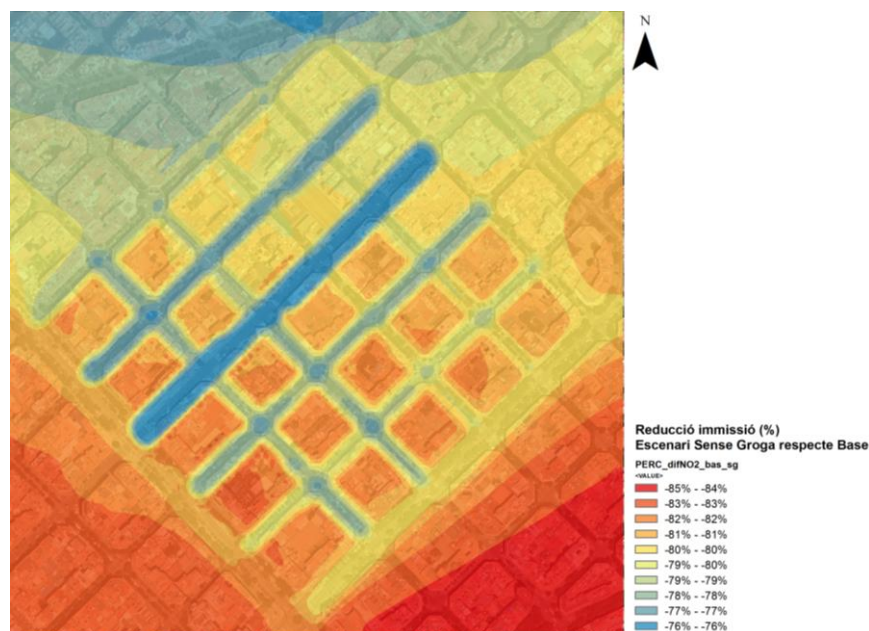 N
Reducció immissió (%)
Escenari Sense Groga respecte Base
PERC_difNO2_bas_sg
<VALUE>
-85% - -84%
-83% - -83%
-82% - -82%
-81% - -81%
-80% - -80%
-79% - -80%
-79% - -79%
-78% - -78%
-77% - -77%
-76% - -76%